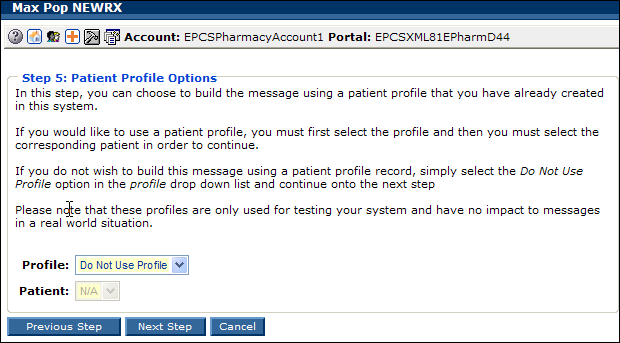 Max Pop NEWRX
Account: EPCSPharmacyAccount1 Portal: EPCSXML81EPharmD44
Step 5: Patient Profile Options
In this step, you can choose to build the message using a patient profile that you have already created
in this system.
If you would like to use a patient profile, you must first select the profile and then you must select the
corresponding patient in order to continue.
If you do not wish to build this message using a patient profile record, simply select the Do Not Use
Profile option in the profile drop down list and continue onto the next step
Please note that these profiles are only used for testing your system and have no impact to messages
in a real world situation.
Profile: Do Not Use Profile
Patient: N/A
Previous Step Next Step Cancel